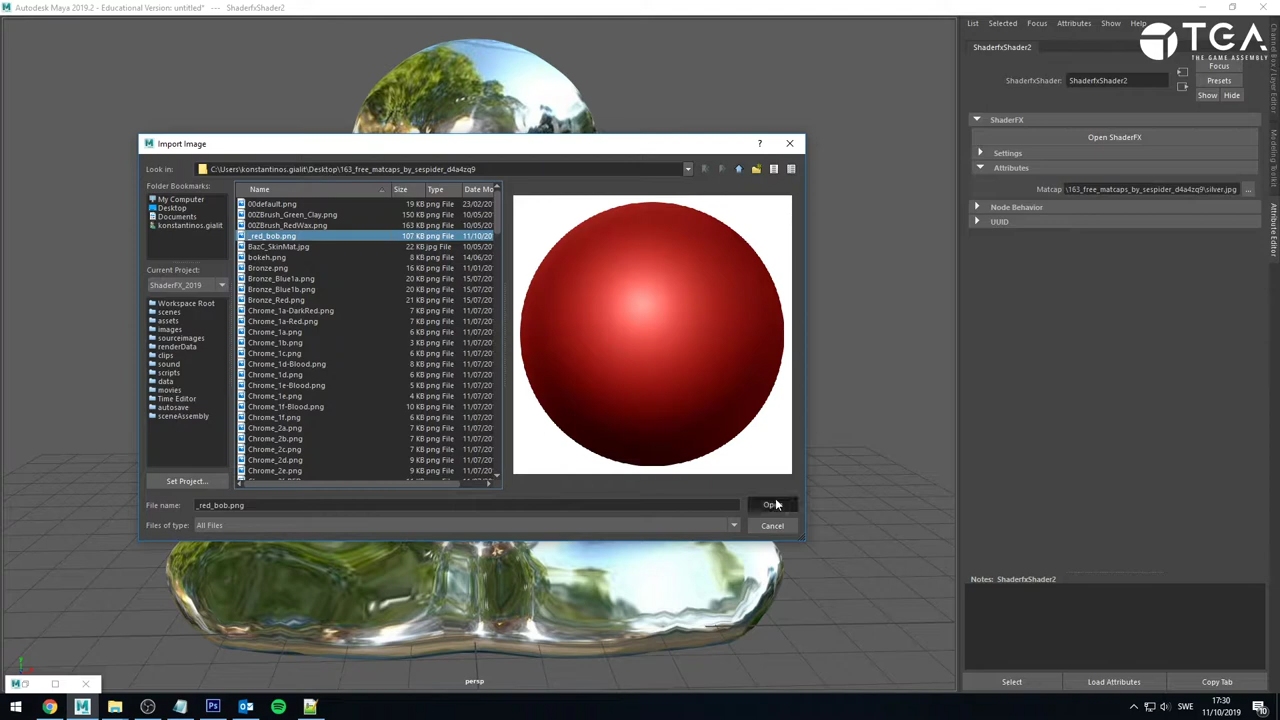 Autodesk Maya 2019.2 - Educational Version: untitled*  ---  ShaderfxShader2
List Selected Focus Attributes Show Help
TGA
THE GAME ASSEMBLY
ShaderfxShader2
ShaderfxShader: ShaderfxShader2
Focus
Presets
Show Hide
ShaderFX
Open ShaderFX
Settings
Attributes
Matcap \163_free_matcaps_by_sespider_d4a4zq9\silver.jpg ...
Node Behavior
UUID
Channel Box/Layer Editor
Modeling Toolkit
Attribute Editor
Import Image
Look in: C:\Users\konstantinos.gialit\Desktop\163_free_matcaps_by_sespider_d4a4zq9
Folder Bookmarks:
My Computer
Desktop
Documents
konstantinos.gialit
Current Project:
ShaderFX_2019
Workspace Root
scenes
assets
images
sourceimages
renderData
clips
sound
scripts
data
movies
Time Editor
autosave
sceneAssembly
Set Project...
Name Size Type Date Mo
00default.png 19 KB png File 23/02/20
00ZBrush_Green_Clay.png 150 KB png File 10/05/20
00ZBrush_RedWax.png 163 KB png File 10/05/20
_red_bob.png 107 KB png File 11/10/20
BazC_SkinMat.jpg 22 KB jpg File 10/05/20
bokeh.png 8 KB png File 14/06/20
Bronze.png 16 KB png File 11/01/20
Bronze_Blue1a.png 20 KB png File 15/07/20
Bronze_Blue1b.png 20 KB png File 15/07/20
Bronze_Red.png 21 KB png File 15/07/20
Chrome_1a-DarkRed.png 7 KB png File 11/07/20
Chrome_1a-Red.png 7 KB png File 11/07/20
Chrome_1a.png 6 KB png File 11/07/20
Chrome_1b.png 3 KB png File 11/07/20
Chrome_1c.png 6 KB png File 11/07/20
Chrome_1d-Blood.png 7 KB png File 11/07/20
Chrome_1d.png 6 KB png File 11/07/20
Chrome_1e-Blood.png 5 KB png File 11/07/20
Chrome_1e.png 4 KB png File 11/07/20
Chrome_1f-Blood.png 10 KB png File 11/07/20
Chrome_1f.png 6 KB png File 11/07/20
Chrome_2a.png 7 KB png File 11/07/20
Chrome_2b.png 7 KB png File 11/07/20
Chrome_2c.png 7 KB png File 11/07/20
Chrome_2d.png 9 KB png File 11/07/20
Chrome_2e.png 9 KB png File 11/07/20
File name: _red_bob.png
Files of type: All Files
Cancel
Notes: ShaderfxShader2
persp
Select Load Attributes Copy Tab
SWE
17:30
11/10/2019